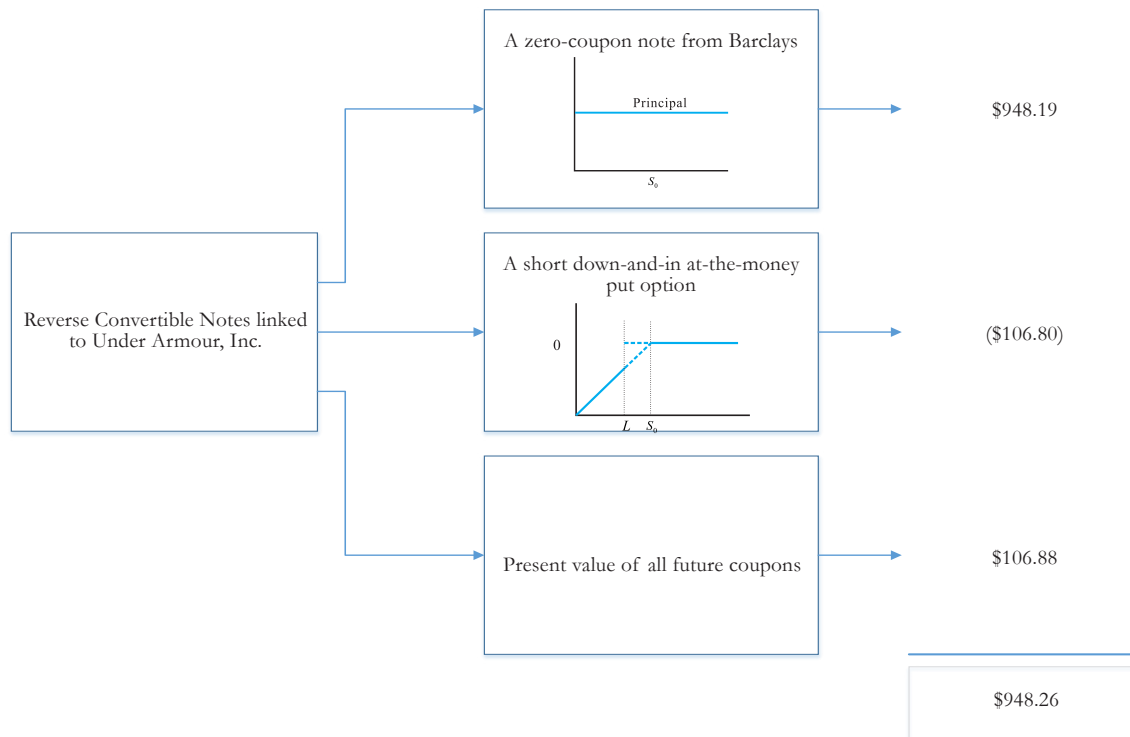 A zero-coupon note from Barclays
Principal
S₀
$948.19
Reverse Convertible Notes linked
to Under Armour, Inc.
A short down-and-in at-the-money
put option
0
L S₀
($106.80)
Present value of all future coupons
$106.88
$948.26